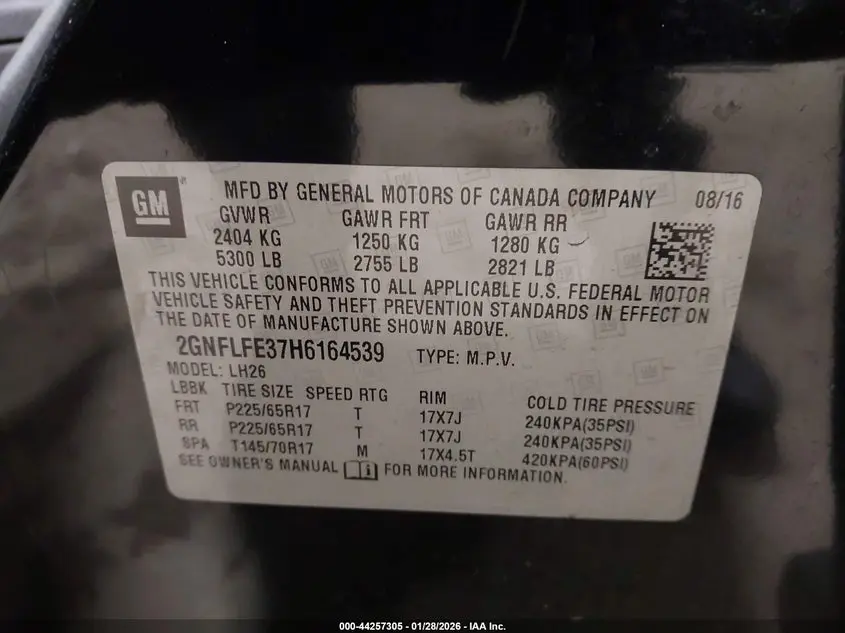 GM
MFD BY GENERAL MOTORS OF CANADA COMPANY 08/16
GVWR GAWR FRT GAWR RR
2404 KG 1250 KG 1280 KG
5300 LB 2755 LB 2821 LB
THIS VEHICLE CONFORMS TO ALL APPLICABLE U.S. FEDERAL MOTOR
VEHICLE SAFETY AND THEFT PREVENTION STANDARDS IN EFFECT ON
THE DATE OF MANUFACTURE SHOWN ABOVE.
2GNFLFE37H6164539 TYPE: M.P.V.
MODEL: LH26
LBBK TIRE SIZE SPEED RTG RIM COLD TIRE PRESSURE
FRT P225/65R17 T 17X7J 240KPA(35PSI)
RR P225/65R17 T 17X7J 240KPA(35PSI)
SPA T145/70R17 M 17X4.5T 420KPA(60PSI)
SEE OWNER'S MANUAL FOR MORE INFORMATION.
000-44257305 — 01/28/2026 — IAA Inc.